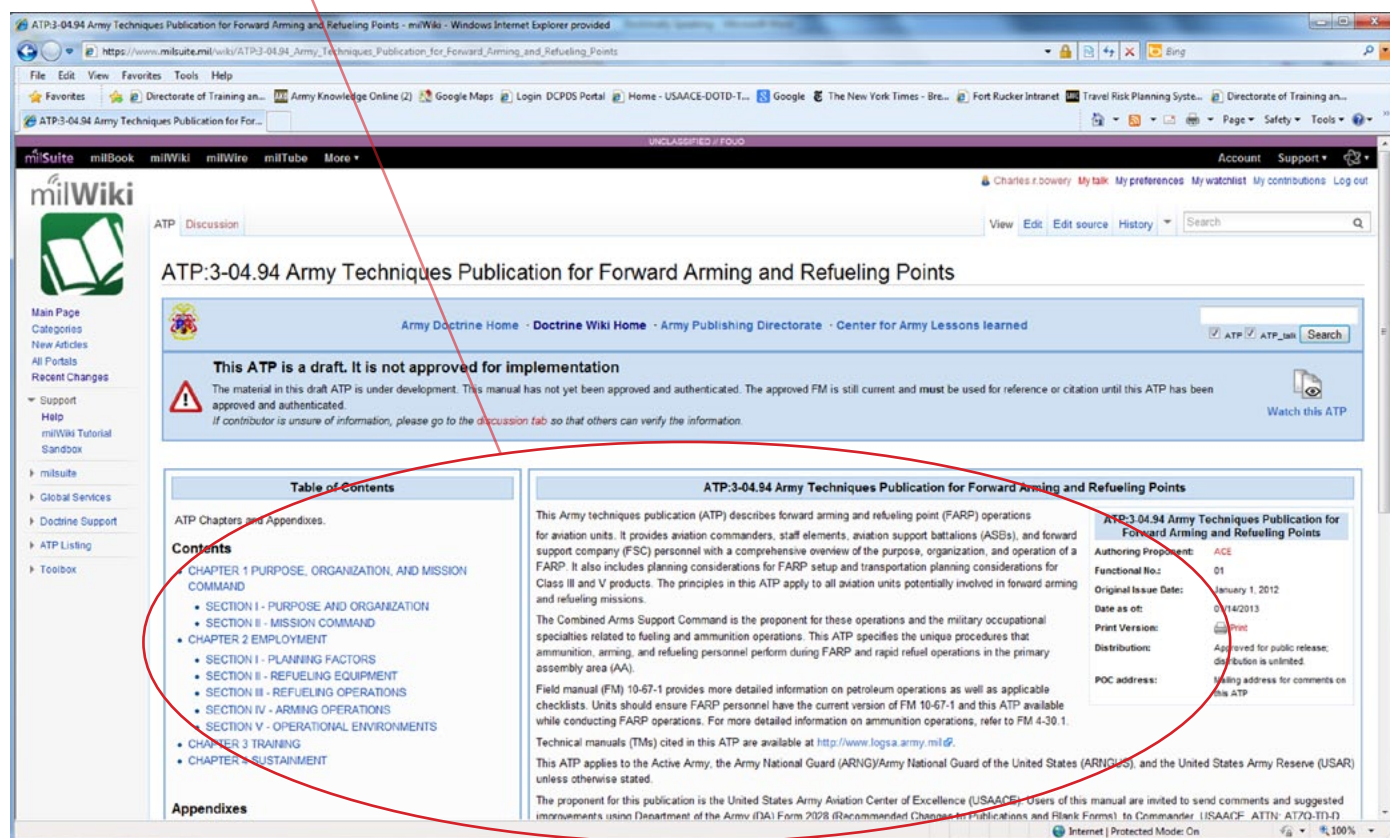 ATP:3-04.94 Army Techniques Publication for Forward Arming and Refueling Points - milWiki - Windows Internet Explorer provided
https://www.milsuite.mil/wiki/ATP:3-04.94_Army_Techniques_Publication_for_Forward_Arming_and_Refueling_Points
Bing
File Edit View Favorites Tools Help
Favorites Directorate of Training an... Army Knowledge Online (2) Google Maps Login DCPDS Portal Home - USAACE-DOTD-T... Google The New York Times - Bre... Fort Rucker Intranet Travel Risk Planning Syste... Directorate of Training an...
ATP:3-04.94 Army Techniques Publication for For...
Page Safety Tools
UNCLASSIFIED // FOUO
milSuite milBook milWiki milWire milTube More
Account Support
milWiki
Charles.r.bowery My talk My preferences My watchlist My contributions Log out
ATP Discussion
View Edit Edit source History Search
ATP:3-04.94 Army Techniques Publication for Forward Arming and Refueling Points
Main Page
Categories
New Articles
All Portals
Recent Changes
Support
Help
milWiki Tutorial
Sandbox
milsuite
Global Services
Doctrine Support
ATP Listing
Toolbox
Army Doctrine Home · Doctrine Wiki Home · Army Publishing Directorate · Center for Army Lessons learned
ATP ATP_talk Search
This ATP is a draft. It is not approved for implementation
The material in this draft ATP is under development. This manual has not yet been approved and authenticated. The approved FM is still current and must be used for reference or citation until this ATP has been
approved and authenticated.
If contributor is unsure of information, please go to the discussion tab so that others can verify the information.
Watch this ATP
Table of Contents
ATP Chapters and Appendixes.
Contents
CHAPTER 1 PURPOSE, ORGANIZATION, AND MISSION
COMMAND
SECTION I - PURPOSE AND ORGANIZATION
SECTION II - MISSION COMMAND
CHAPTER 2 EMPLOYMENT
SECTION I - PLANNING FACTORS
SECTION II - REFUELING EQUIPMENT
SECTION III - REFUELING OPERATIONS
SECTION IV - ARMING OPERATIONS
SECTION V - OPERATIONAL ENVIRONMENTS
CHAPTER 3 TRAINING
CHAPTER 4 SUSTAINMENT
Appendixes
ATP:3-04.94 Army Techniques Publication for Forward Arming and Refueling Points
This Army techniques publication (ATP) describes forward arming and refueling point (FARP) operations
for aviation units. It provides aviation commanders, staff elements, aviation support battalions (ASBs), and forward
support company (FSC) personnel with a comprehensive overview of the purpose, organization, and operation of a
FARP. It also includes planning considerations for FARP setup and transportation planning considerations for
Class III and V products. The principles in this ATP apply to all aviation units potentially involved in forward arming
and refueling missions.
The Combined Arms Support Command is the proponent for these operations and the military occupational
specialties related to fueling and ammunition operations. This ATP specifies the unique procedures that
ammunition, arming, and refueling personnel perform during FARP and rapid refuel operations in the primary
assembly area (AA).
Field manual (FM) 10-67-1 provides more detailed information on petroleum operations as well as applicable
checklists. Units should ensure FARP personnel have the current version of FM 10-67-1 and this ATP available
while conducting FARP operations. For more detailed information on ammunition operations, refer to FM 4-30.1.
Technical manuals (TMs) cited in this ATP are available at http://www.logsa.army.mil.
This ATP applies to the Active Army, the Army National Guard (ARNG)/Army National Guard of the United States (ARNGUS), and the United States Army Reserve (USAR)
unless otherwise stated.
The proponent for this publication is the United States Army Aviation Center of Excellence (USAACE). Users of this manual are invited to send comments and suggested
improvements using Department of the Army (DA) Form 2028 (Recommended Changes to Publications and Blank Forms), to Commander, USAACE, ATTN: ATZQ-TD-D
ATP:3-04.94 Army Techniques Publication for
Forward Arming and Refueling Points
Authoring Proponent: ACE
Functional No.: 01
Original Issue Date: January 1, 2012
Date as of: 01/14/2013
Print Version: Print
Distribution: Approved for public release;
distribution is unlimited.
POC address: Mailing address for comments on
this ATP
Internet | Protected Mode: On
100%